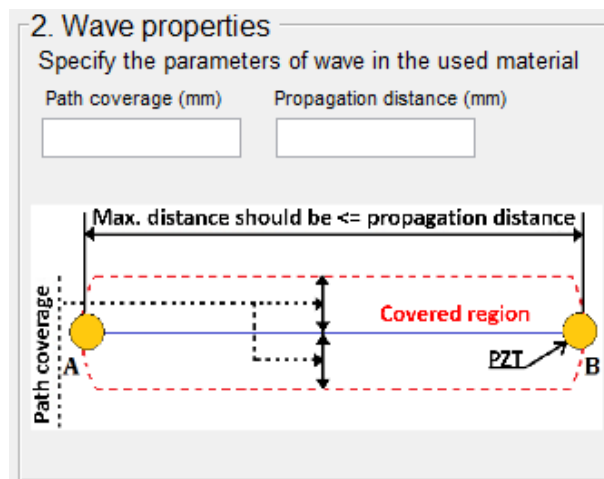 2. Wave properties
Specify the parameters of wave in the used material
Path coverage (mm) Propagation distance (mm)
Max. distance should be <= propagation distance
Path coverage
Covered region
A
PZT
B